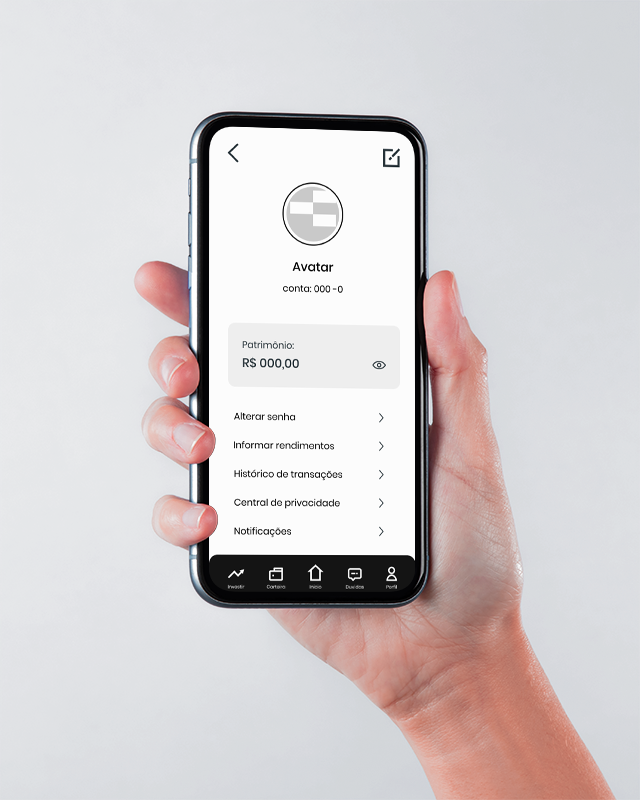 Avatar
conta: 000 -0
Patrimônio:
R$ 000,00
Alterar senha
Informar rendimentos
Histórico de transações
Central de privacidade
Notificações
Investir
Carteira
Início
Duvidas
Perfil